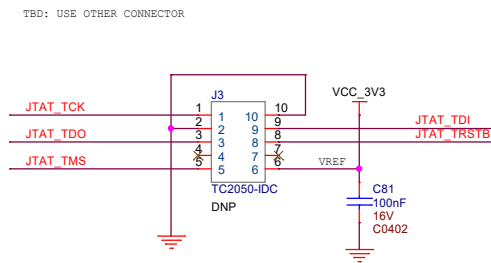 TBD: USE OTHER CONNECTOR
J3
VCC_3V3
JTAT_TCK 1 1 10 10 JTAT_TDI
2 2 9 9 JTAT_TRSTB
JTAT_TDO 3 3 8 8
4 4 7 7
JTAT_TMS 5 5 6 6 VREF
TC2050-IDC
DNP
C81
100nF
16V
C0402